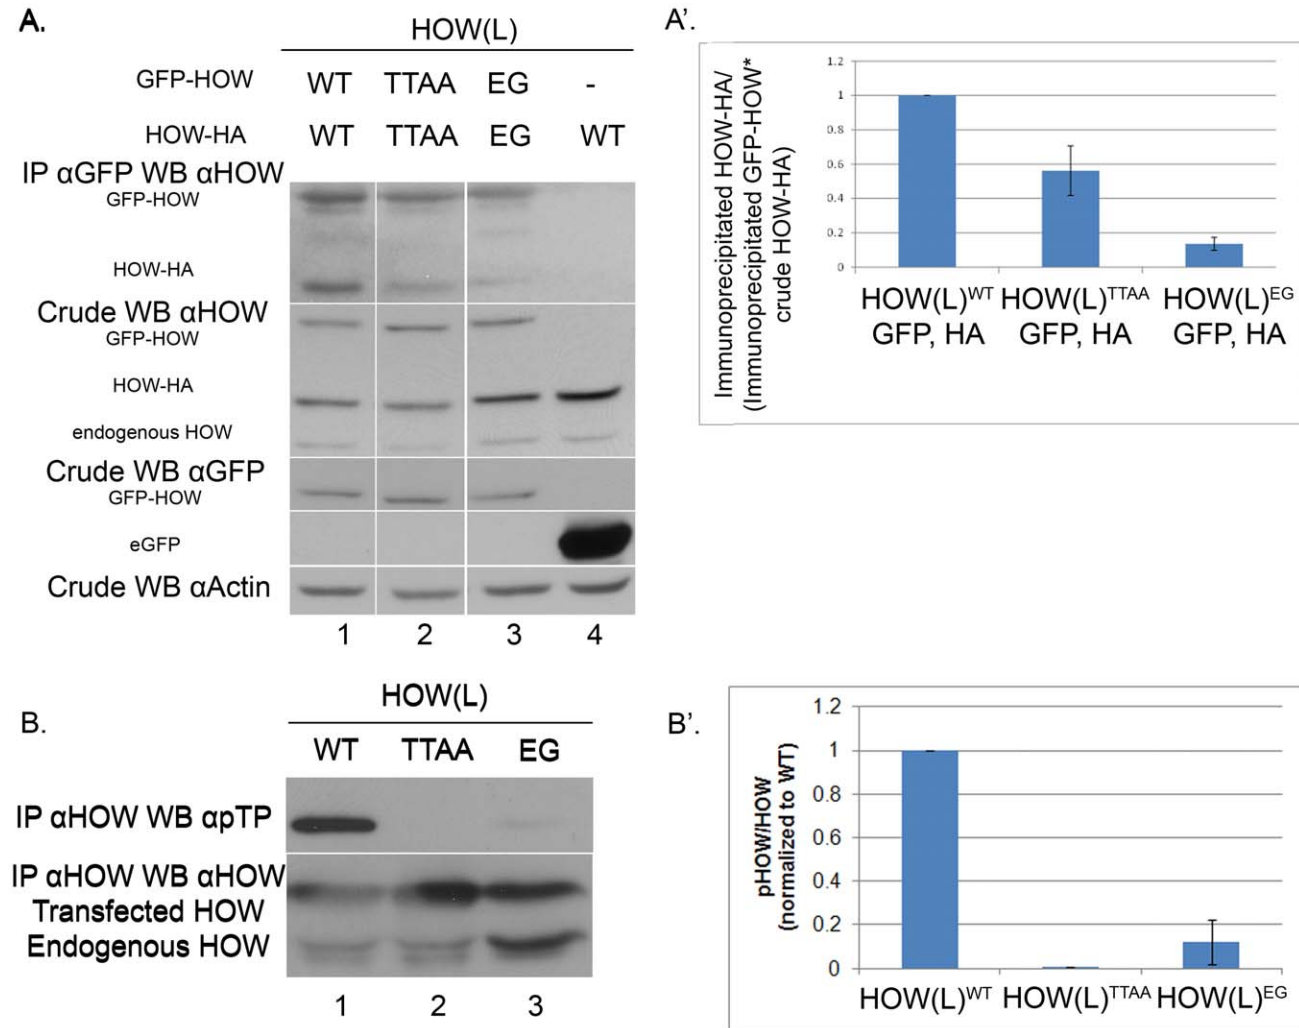 A.
HOW(L)
GFP-HOW WT TTAA EG -
HOW-HA WT TTAA EG WT
IP αGFP WB αHOW
GFP-HOW
HOW-HA
Crude WB αHOW
GFP-HOW
HOW-HA
endogenous HOW
Crude WB αGFP
GFP-HOW
eGFP
Crude WB αActin
1 2 3 4
A'.
Immunoprecipitated HOW-HA/
(Immunoprecipitated GFP-HOW*
crude HOW-HA)
1.2
1
0.8
0.6
0.4
0.2
0
HOW(L)WT HOW(L)TTAA HOW(L)EG
GFP, HA GFP, HA GFP, HA
B.
HOW(L)
WT TTAA EG
IP αHOW WB αpTP
IP αHOW WB αHOW
Transfected HOW
Endogenous HOW
1 2 3
B'.
pHOW/HOW
(normalized to WT)
1.2
1
0.8
0.6
0.4
0.2
0
HOW(L)WT HOW(L)TTAA HOW(L)EG